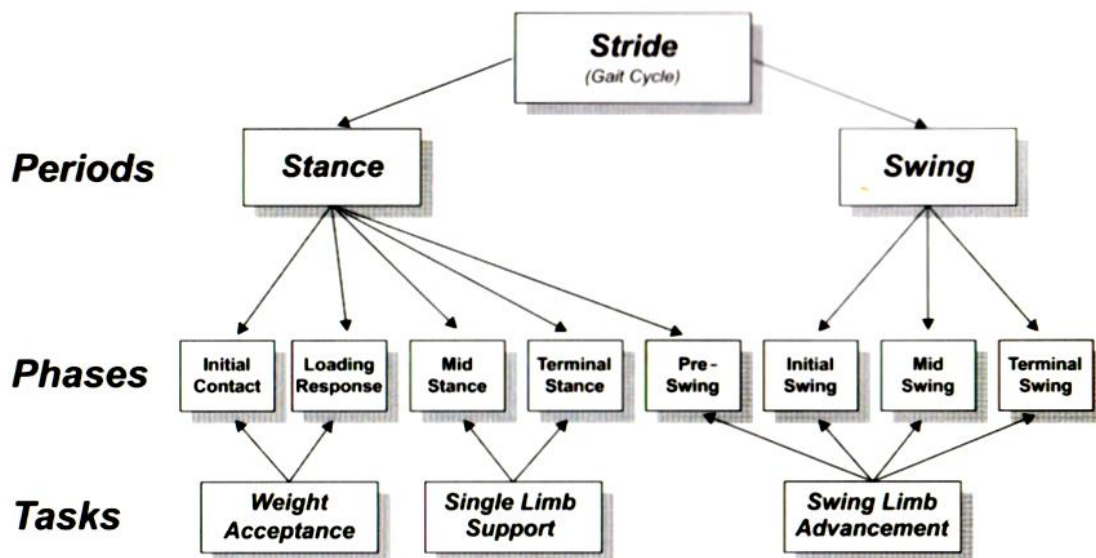 Stride
(Gait Cycle)
Periods
Stance
Swing
Phases
Initial
Contact
Loading
Response
Mid
Stance
Terminal
Stance
Pre-
Swing
Initial
Swing
Mid
Swing
Terminal
Swing
Tasks
Weight
Acceptance
Single Limb
Support
Swing Limb
Advancement